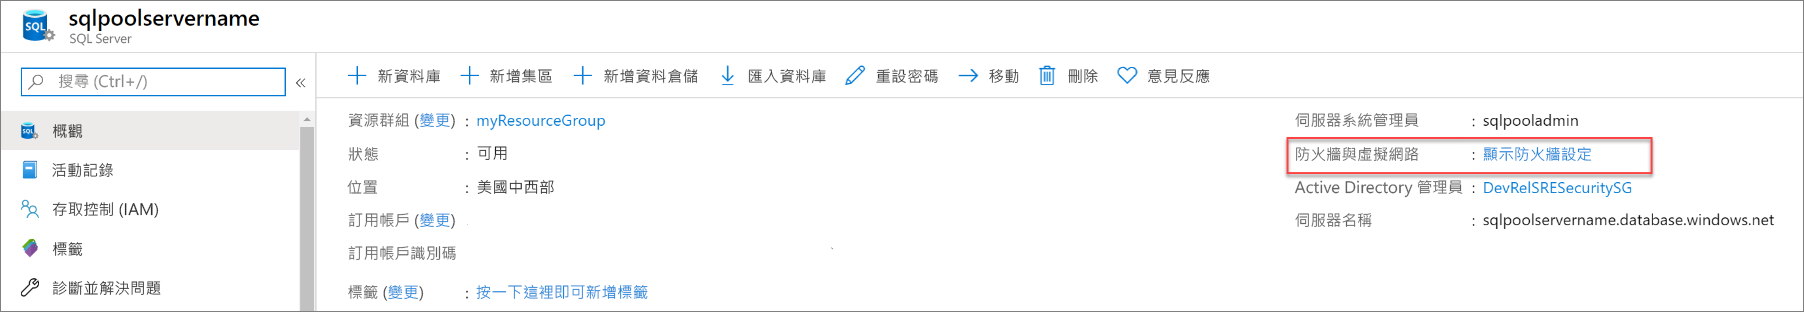 sqlpoolservername
SQL Server
搜尋 (Ctrl+/)
«
概觀
活動記錄
存取控制 (IAM)
標籤
診斷並解決問題
新資料庫 新增集區 新增資料倉儲 匯入資料庫 重設密碼 移動 刪除 意見反應
資源群組 (變更) : myResourceGroup
狀態 : 可用
位置 : 美國中西部
訂用帳戶 (變更) :
訂用帳戶識別碼
標籤 (變更) : 按一下這裡即可新增標籤
伺服器系統管理員 : sqlpooladmin
防火牆與虛擬網路 : 顯示防火牆設定
Active Directory 管理員 : DevRelSRESecuritySG
伺服器名稱 : sqlpoolservername.database.windows.net